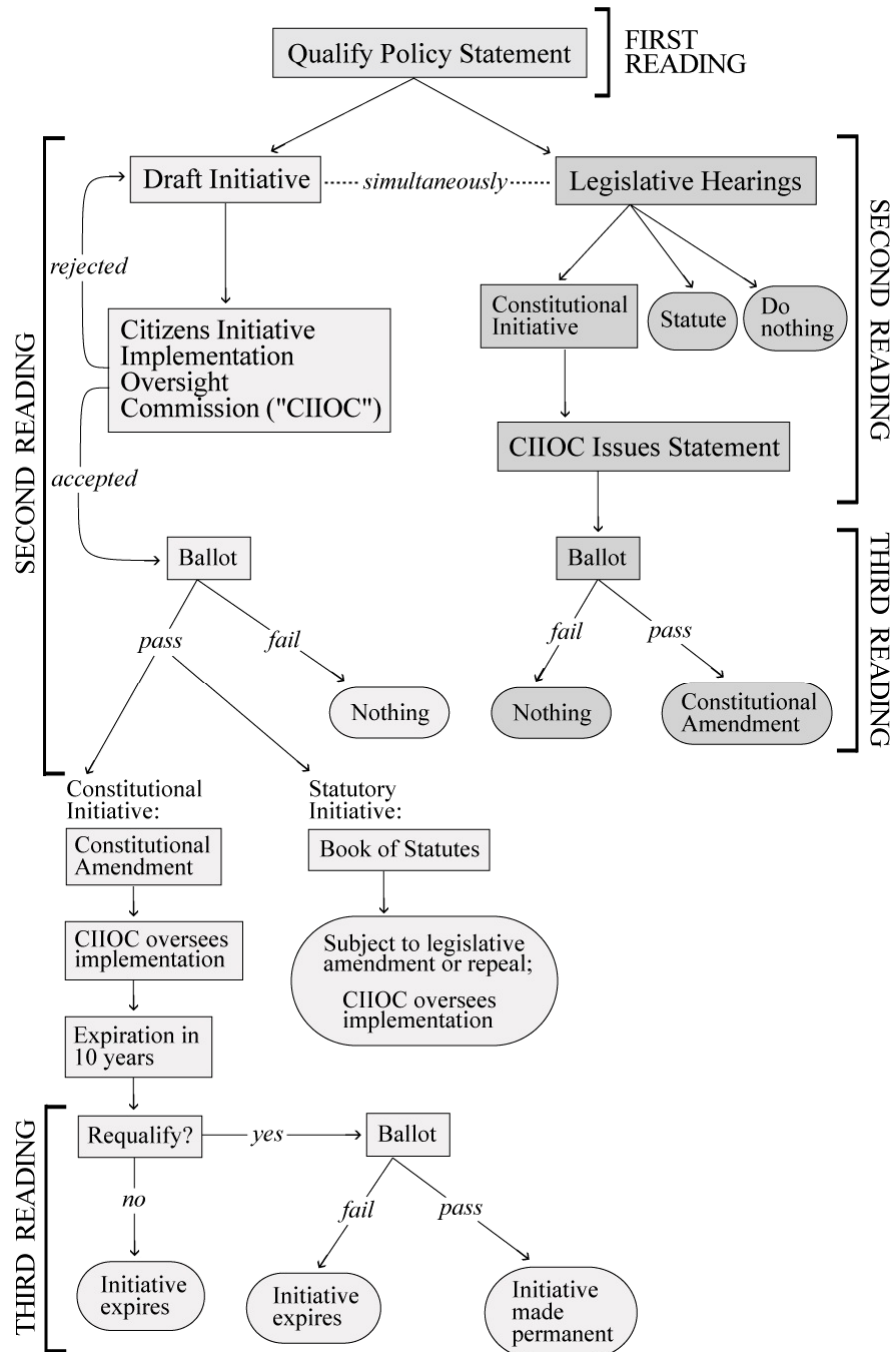 Qualify Policy Statement
FIRST
READING
Draft Initiative
simultaneously
Legislative Hearings
SECOND READING
rejected
Citizens Initiative
Implementation
Oversight
Commission ("CIIOC")
accepted
Constitutional
Initiative
Statute
Do
nothing
CIIOC Issues Statement
SECOND READING
Ballot
pass
fail
Nothing
Ballot
fail
pass
Nothing
Constitutional
Amendment
THIRD READING
Constitutional
Initiative:
Constitutional
Amendment
CIIOC oversees
implementation
Expiration in
10 years
Statutory
Initiative:
Book of Statutes
Subject to legislative
amendment or repeal;
CIIOC oversees
implementation
THIRD READING
Requalify?
yes
Ballot
no
fail
pass
Initiative
expires
Initiative
expires
Initiative
made
permanent